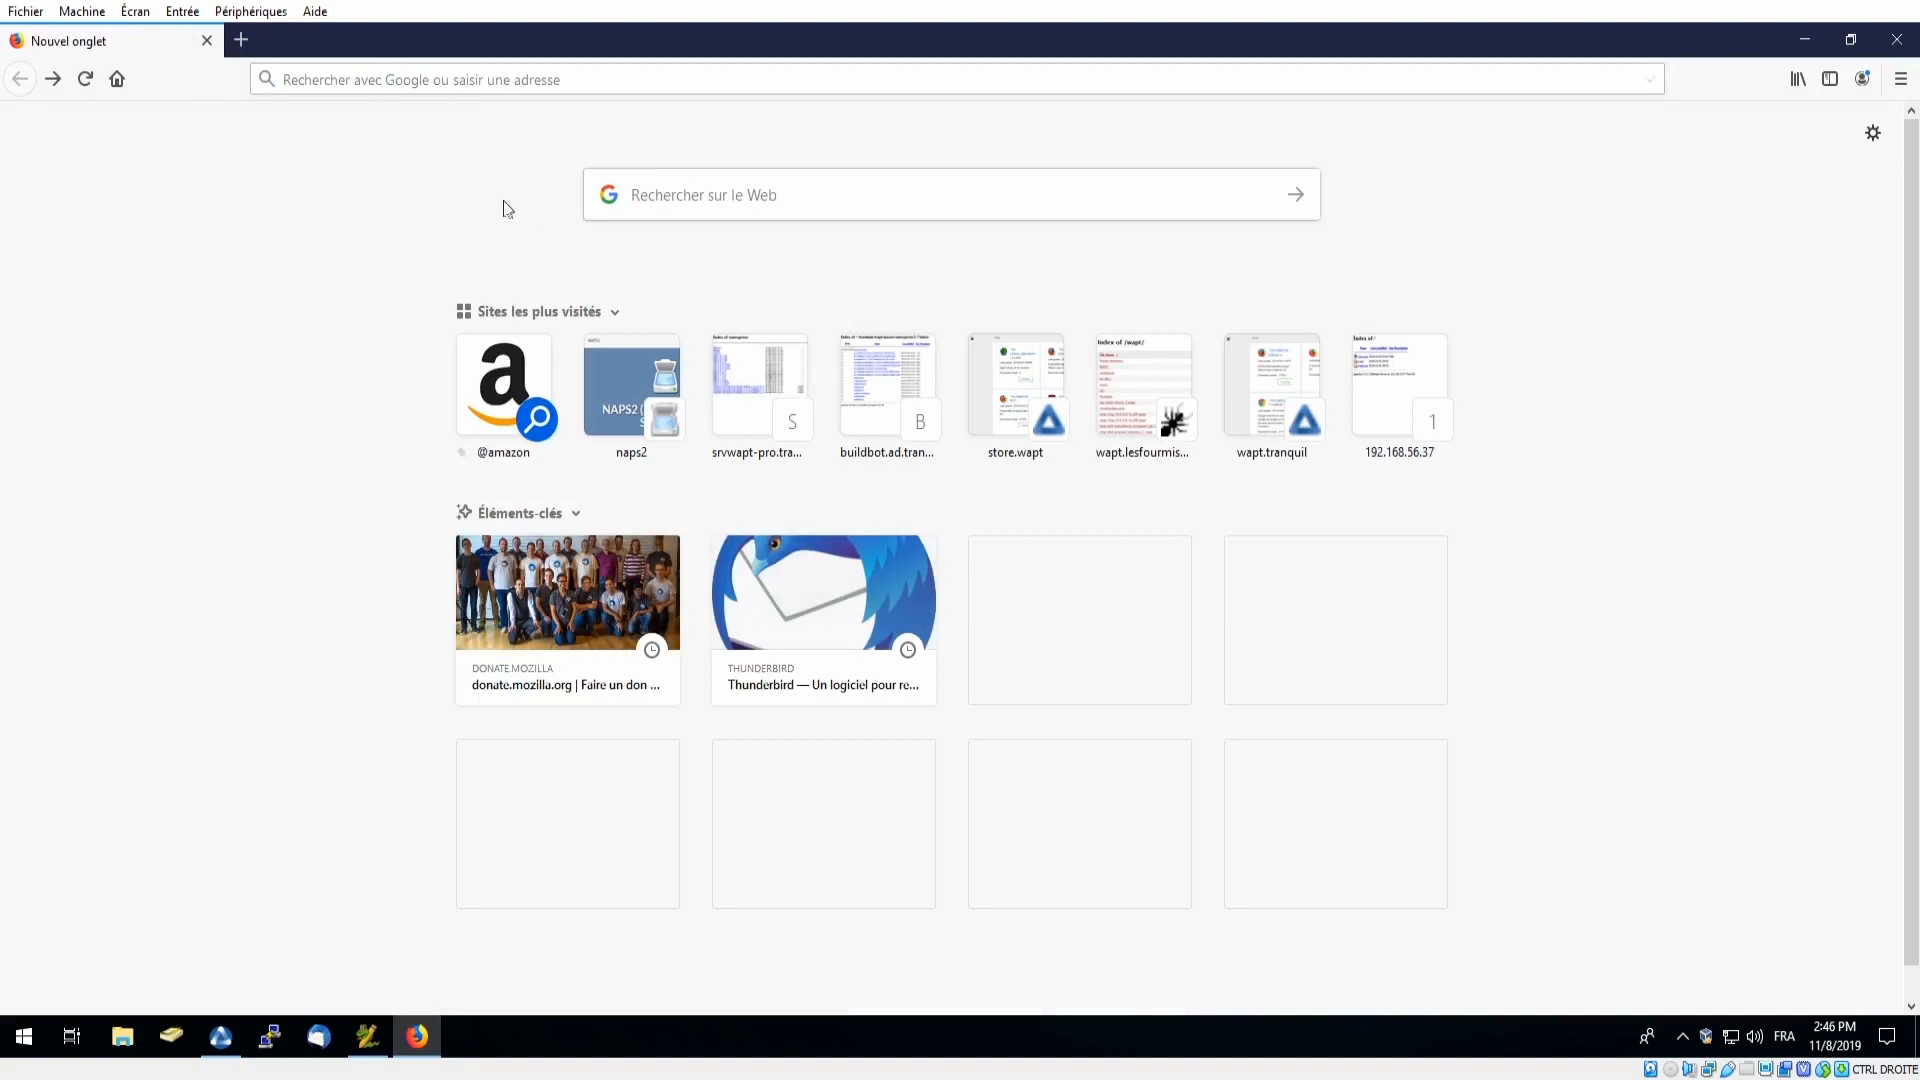 Fichier Machine Écran Entrée Périphériques Aide
Nouvel onglet
Rechercher avec Google ou saisir une adresse
Rechercher sur le Web
Sites les plus visités
Index of /wapt/
S B 1
@amazon naps2 srvwapt-pro.tra... buildbot.ad.tran... store.wapt wapt.lesfourmis... wapt.tranquil 192.168.56.37
Éléments-clés
DONATE.MOZILLA
donate.mozilla.org | Faire un don ...
THUNDERBIRD
Thunderbird — Un logiciel pour re...
FRA
2:46 PM
11/8/2019
CTRL DROITE